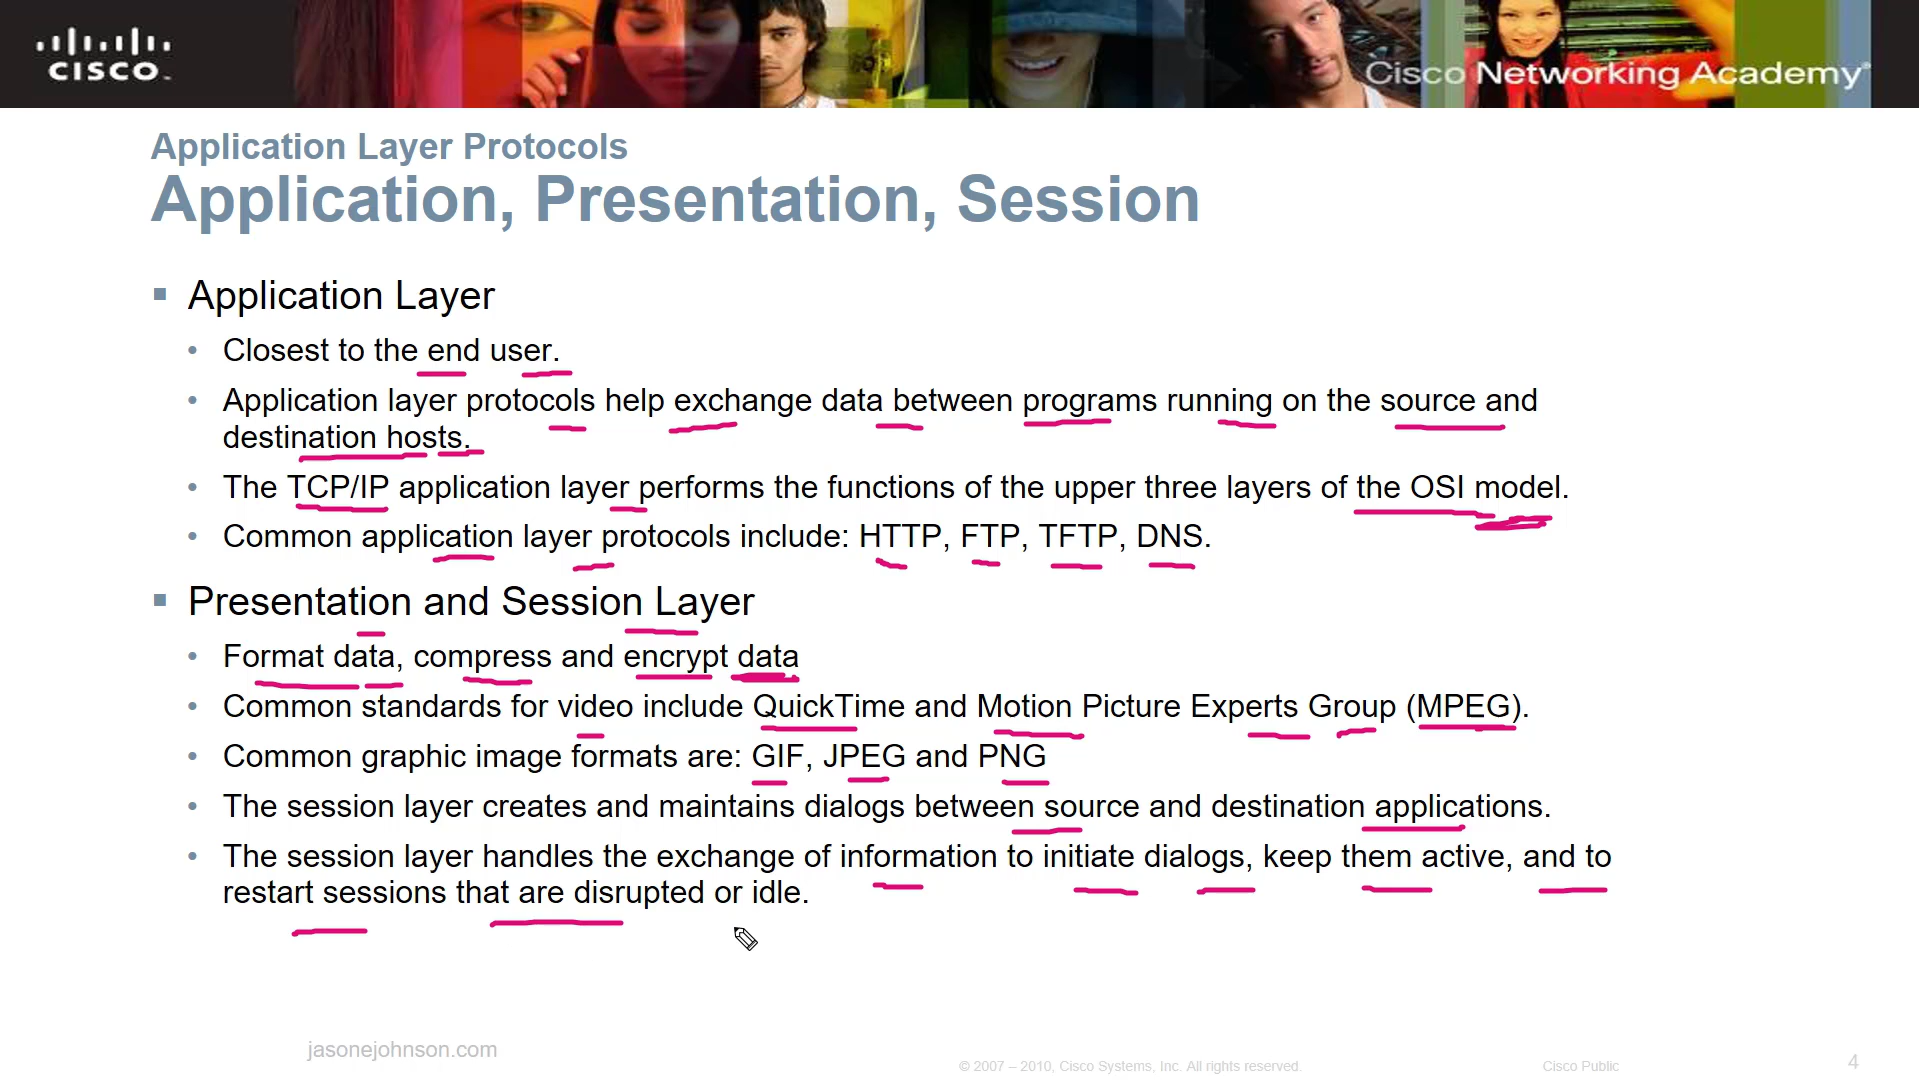 CISCO
Cisco Networking Academy®
Application Layer Protocols
Application, Presentation, Session
▪ Application Layer
• Closest to the end user.
• Application layer protocols help exchange data between programs running on the source and
destination hosts.
• The TCP/IP application layer performs the functions of the upper three layers of the OSI model.
• Common application layer protocols include: HTTP, FTP, TFTP, DNS.
▪ Presentation and Session Layer
• Format data, compress and encrypt data
• Common standards for video include QuickTime and Motion Picture Experts Group (MPEG).
• Common graphic image formats are: GIF, JPEG and PNG
• The session layer creates and maintains dialogs between source and destination applications.
• The session layer handles the exchange of information to initiate dialogs, keep them active, and to
restart sessions that are disrupted or idle.
jasonejohnson.com
© 2007 – 2010, Cisco Systems, Inc. All rights reserved.
Cisco Public
4